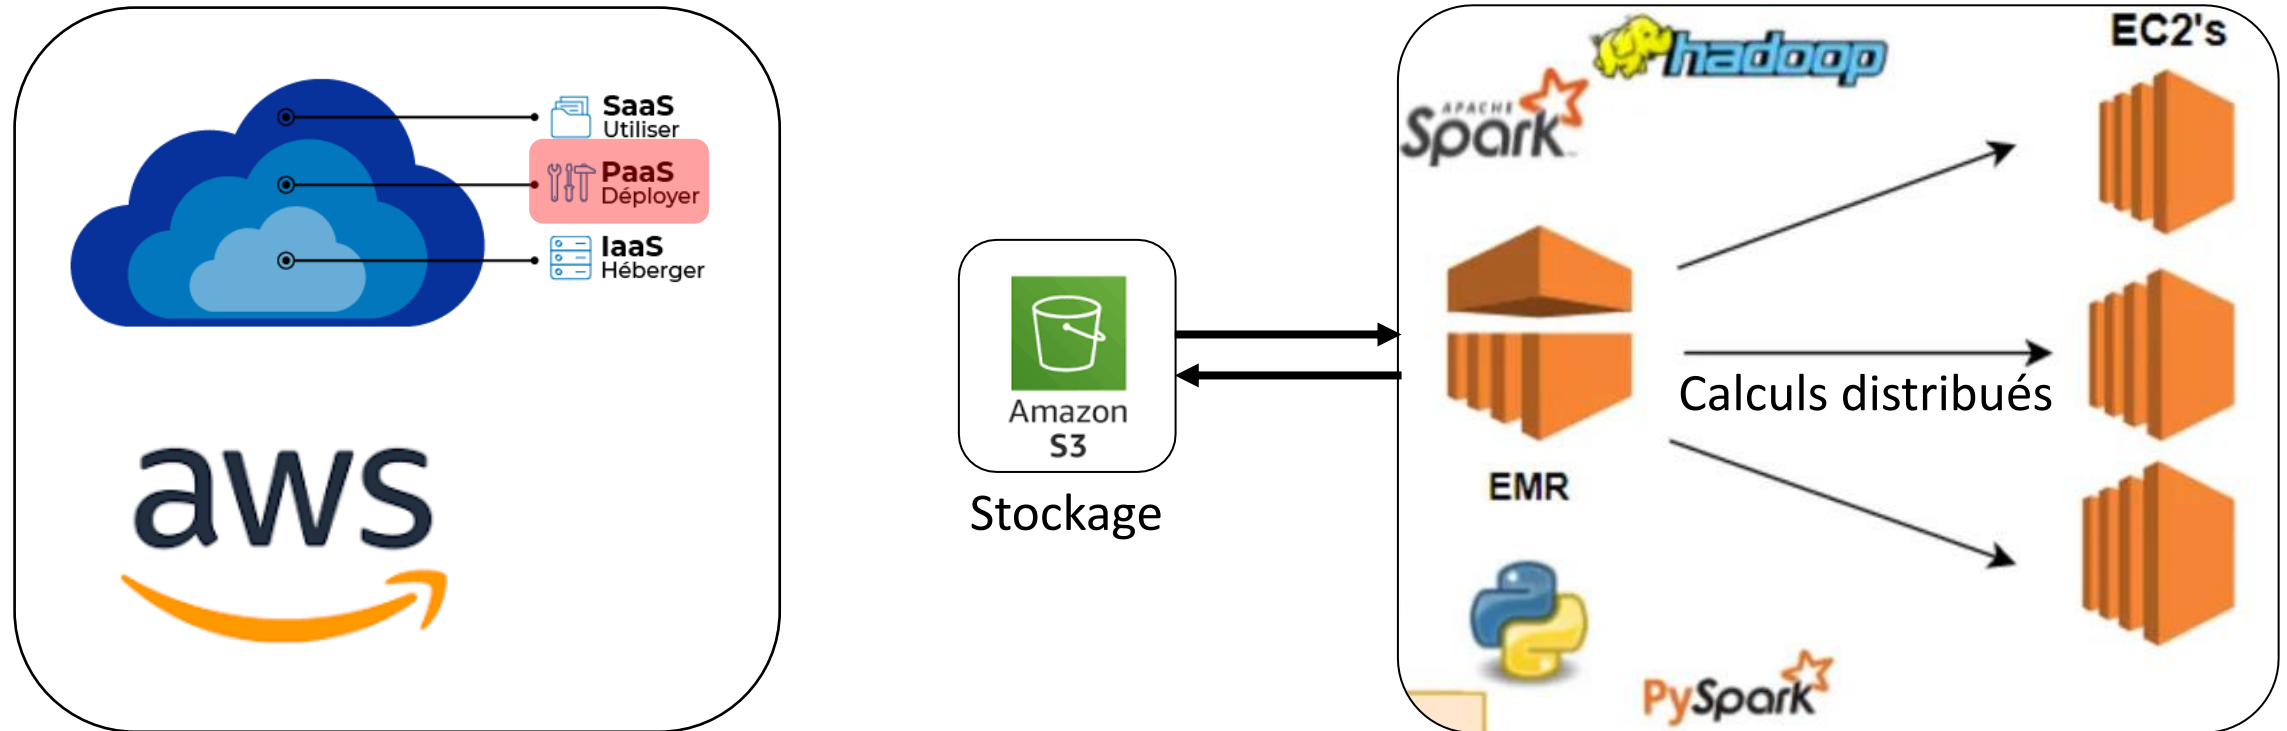 SaaS
Utiliser
PaaS
Déployer
IaaS
Héberger
aws
Amazon
S3
Stockage
hadoop
APACHE
Spark
EC2's
Calculs distribués
EMR
PySpark